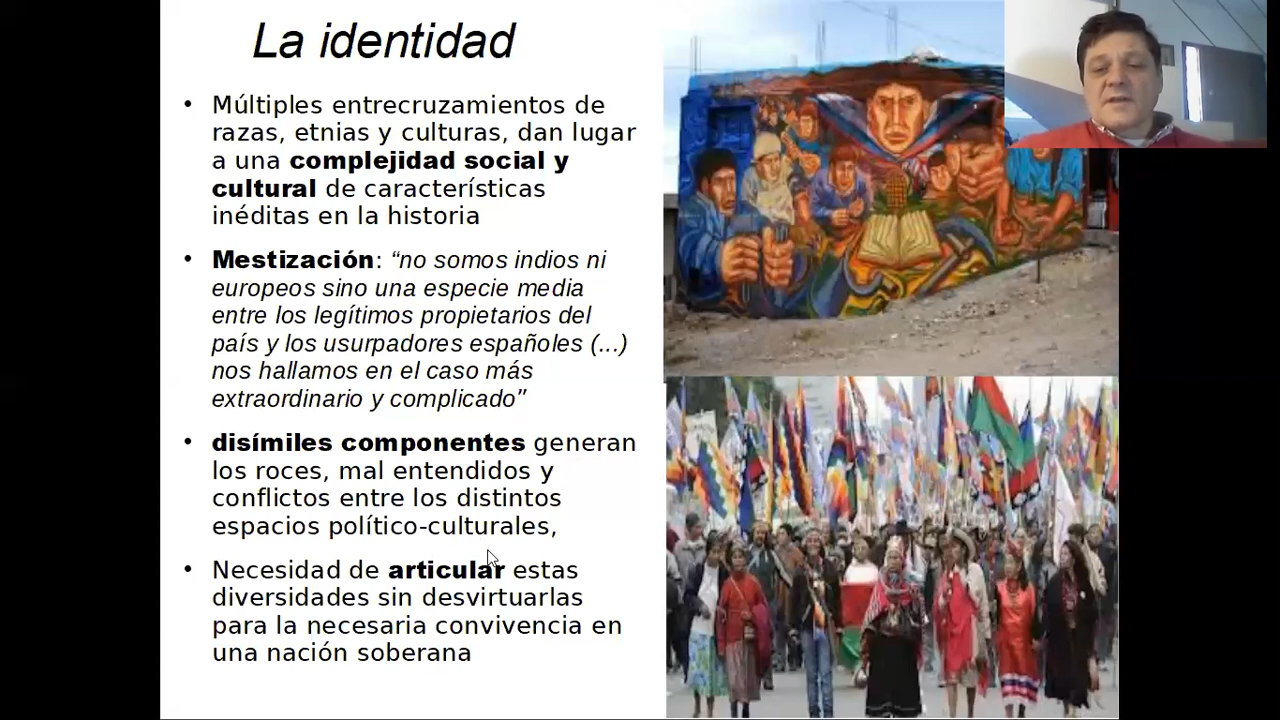 La identidad
• Múltiples entrecruzamientos de
razas, etnias y culturas, dan lugar
a una complejidad social y
cultural de características
inéditas en la historia
• Mestización: “no somos indios ni
europeos sino una especie media
entre los legítimos propietarios del
país y los usurpadores españoles (...)
nos hallamos en el caso más
extraordinario y complicado”
• disímiles componentes generan
los roces, mal entendidos y
conflictos entre los distintos
espacios político-culturales,
• Necesidad de articular estas
diversidades sin desvirtuarlas
para la necesaria convivencia en
una nación soberana